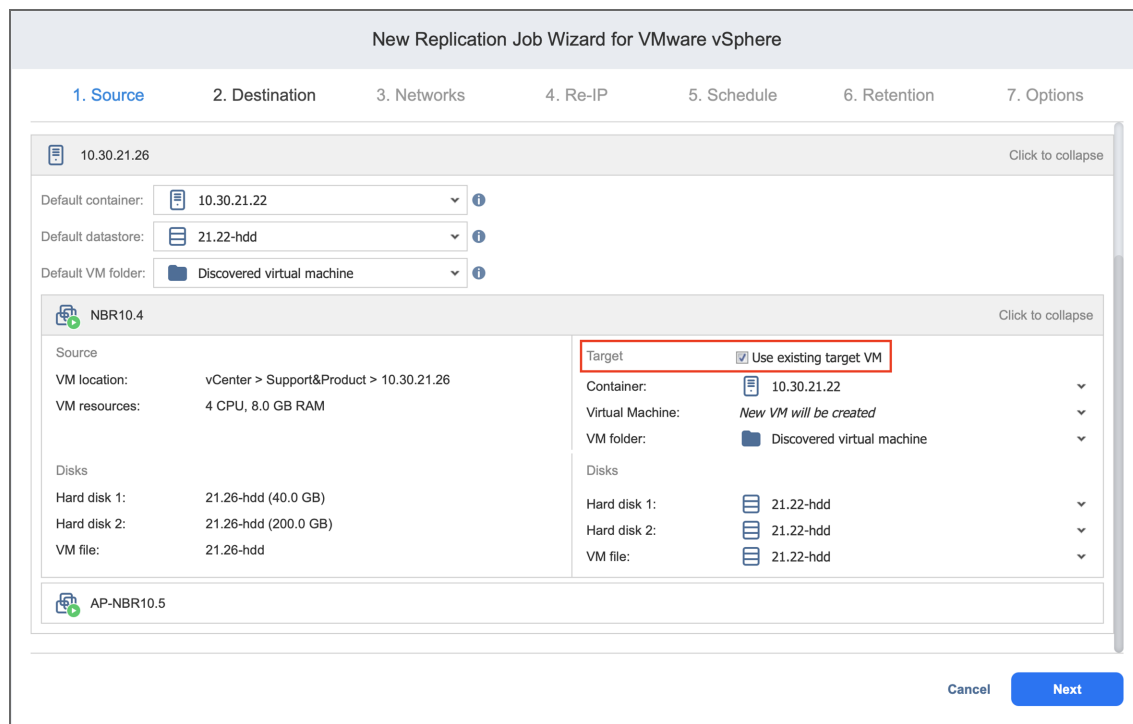 New Replication Job Wizard for VMware vSphere
1. Source 2. Destination 3. Networks 4. Re-IP 5. Schedule 6. Retention 7. Options
10.30.21.26 Click to collapse
Default container: 10.30.21.22
Default datastore: 21.22-hdd
Default VM folder: Discovered virtual machine
NBR10.4 Click to collapse
Source
VM location: vCenter > Support&Product > 10.30.21.26
VM resources: 4 CPU, 8.0 GB RAM
Target Use existing target VM
Container: 10.30.21.22
Virtual Machine: New VM will be created
VM folder: Discovered virtual machine
Disks
Hard disk 1: 21.26-hdd (40.0 GB)
Hard disk 2: 21.26-hdd (200.0 GB)
VM file: 21.26-hdd
Disks
Hard disk 1: 21.22-hdd
Hard disk 2: 21.22-hdd
VM file: 21.22-hdd
AP-NBR10.5
Cancel Next